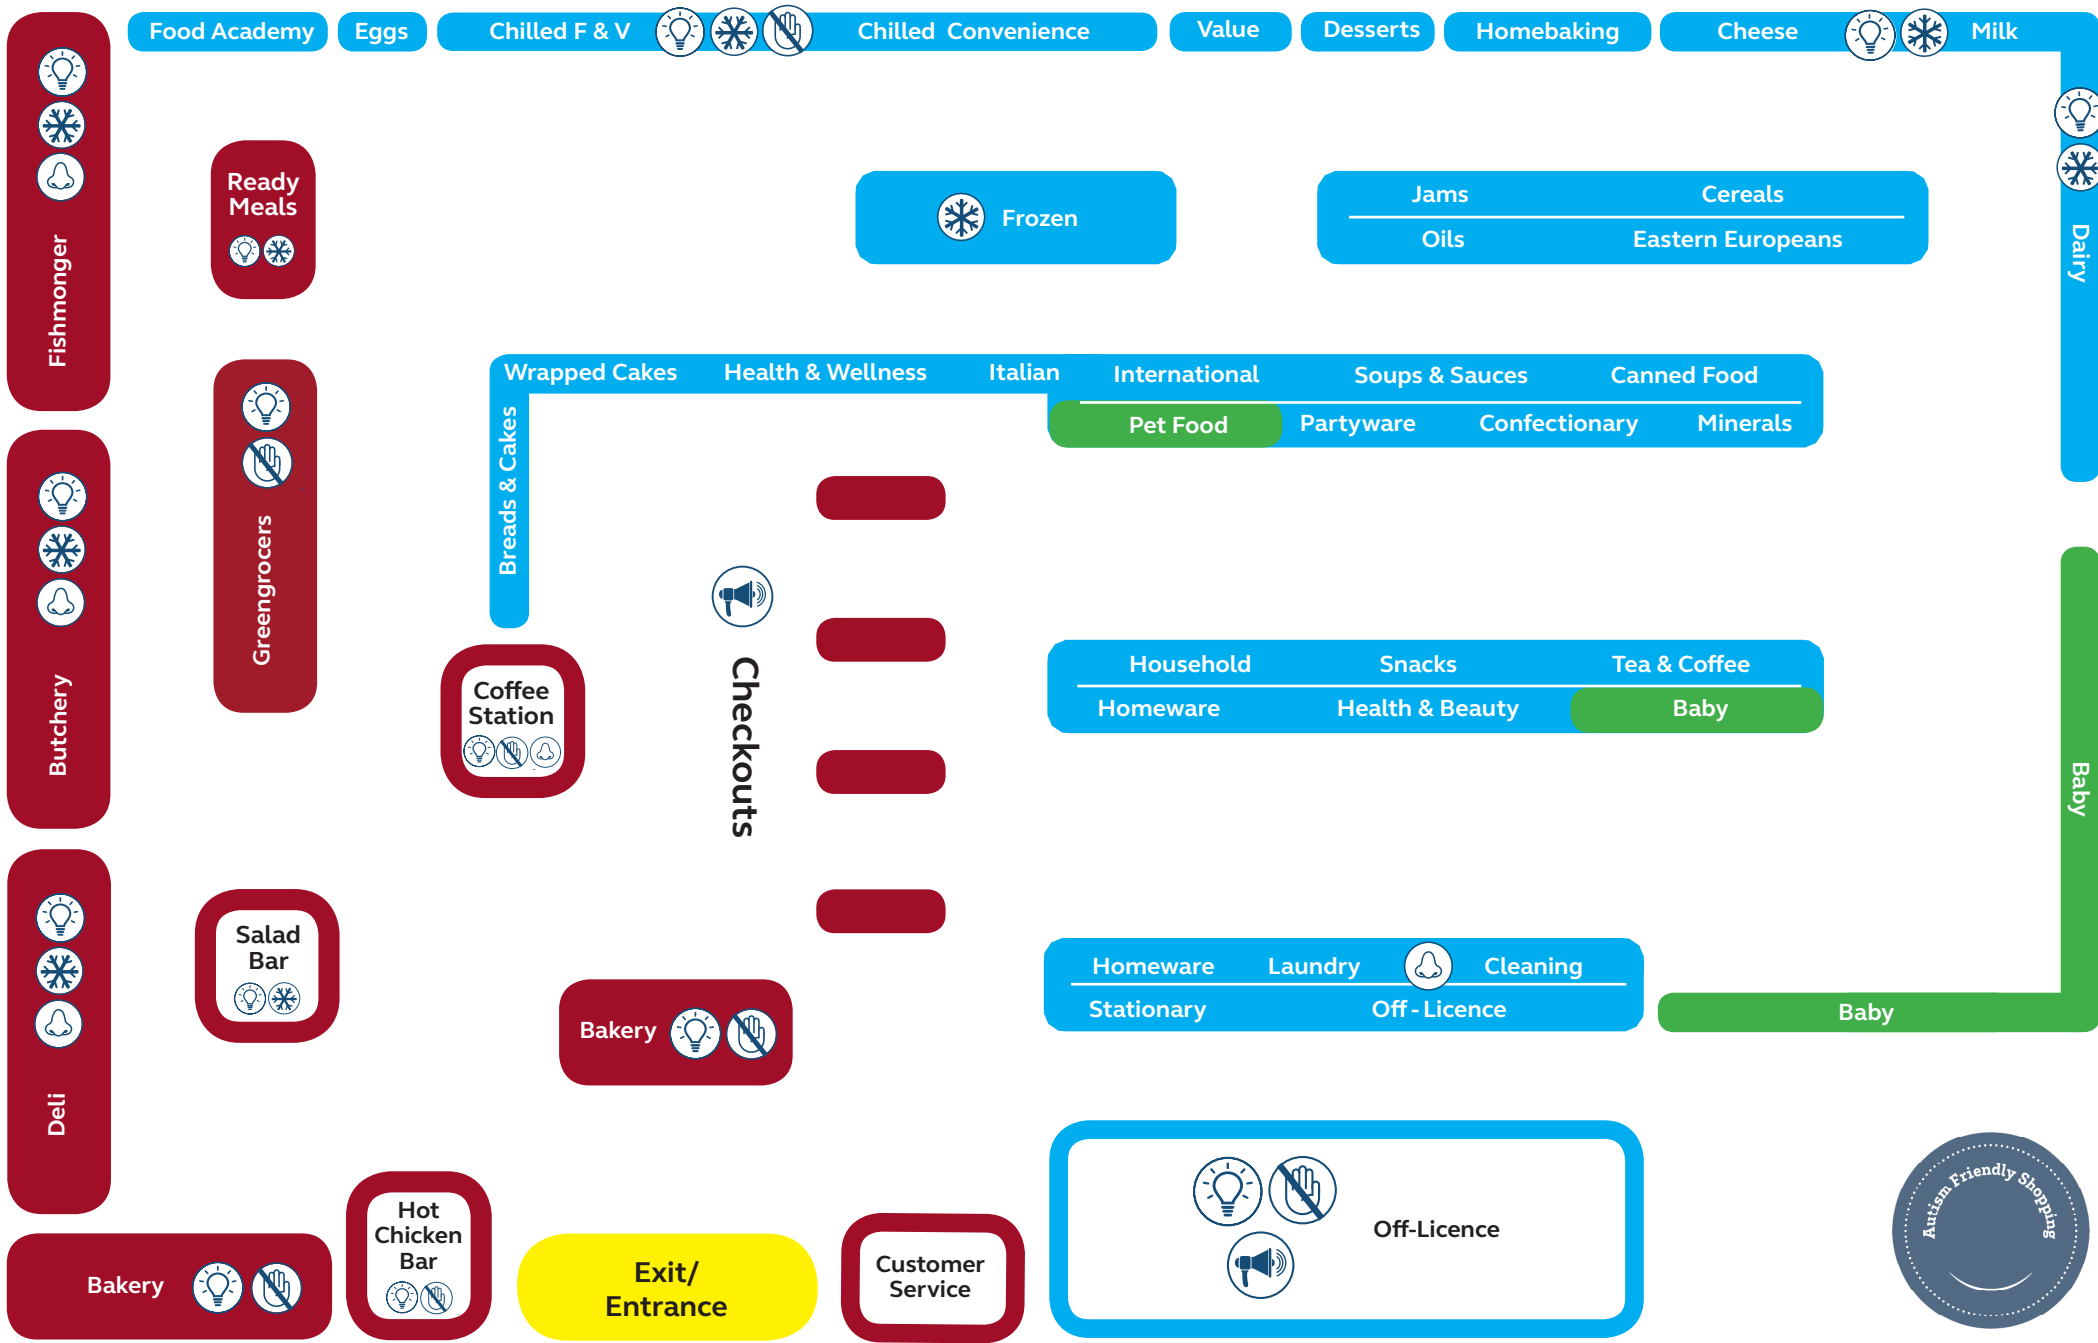 Food Academy
Eggs
Chilled F & V
Chilled Convenience
Value
Desserts
Homebaking
Cheese
Milk
Dairy
Fishmonger
Ready
Meals
Frozen
Jams
Cereals
Oils
Eastern Europeans
Wrapped Cakes
Health & Wellness
Italian
International
Soups & Sauces
Canned Food
Pet Food
Partyware
Confectionary
Minerals
Breads & Cakes
Greengrocers
Butchery
Coffee
Station
Checkouts
Household
Snacks
Tea & Coffee
Homeware
Health & Beauty
Baby
Baby
Deli
Salad
Bar
Bakery
Homeware
Laundry
Cleaning
Stationary
Off - Licence
Baby
Bakery
Hot
Chicken
Bar
Exit/
Entrance
Customer
Service
Off-Licence
Autism Friendly Shopping